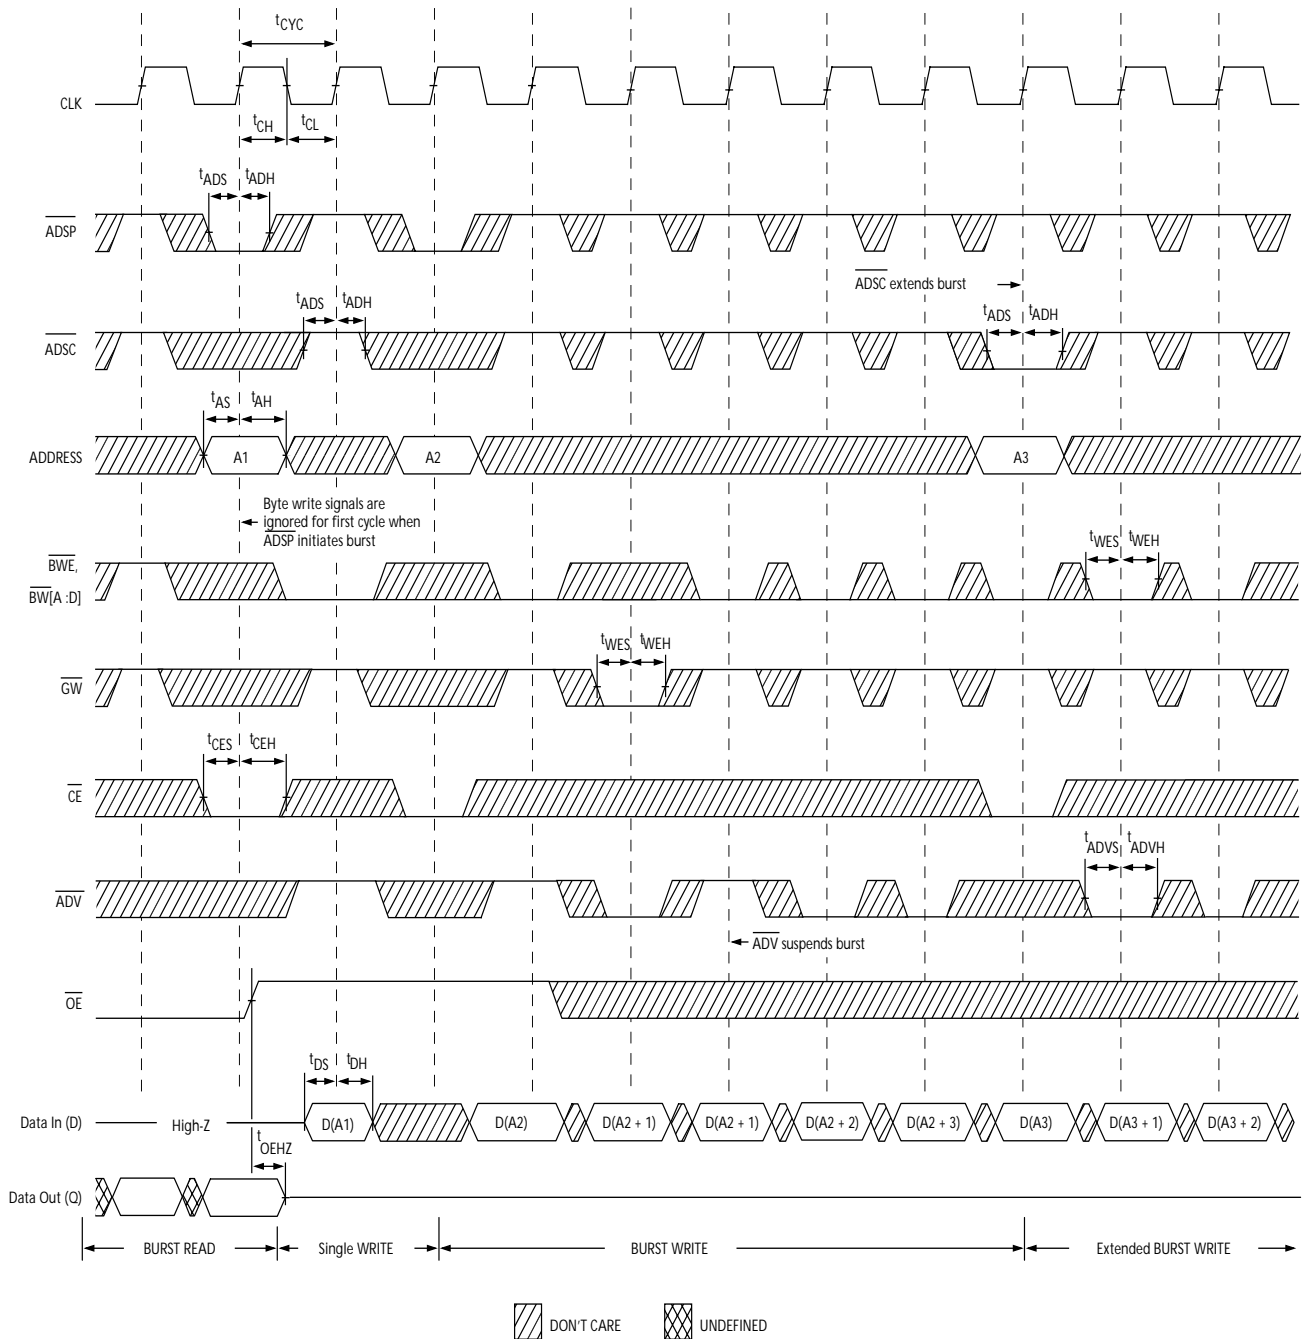 tCYC
CLK
tCH
tCL
tADS
tADH
ADSP
ADSC extends burst
tADS
tADH
tADS
tADH
ADSC
tAS
tAH
ADDRESS
A1
A2
A3
Byte write signals are
ignored for first cycle when
ADSP initiates burst
tWES
tWEH
BWE,
BW[A :D]
tWES
tWEH
GW
tCES
tCEH
CE
tADVS
tADVH
ADV
ADV suspends burst
OE
tDS
tDH
Data In (D)
High-Z
D(A1)
D(A2)
D(A2 + 1)
D(A2 + 1)
D(A2 + 2)
D(A2 + 3)
D(A3)
D(A3 + 1)
D(A3 + 2)
tOEHZ
Data Out (Q)
BURST READ
Single WRITE
BURST WRITE
Extended BURST WRITE
DON'T CARE
UNDEFINED